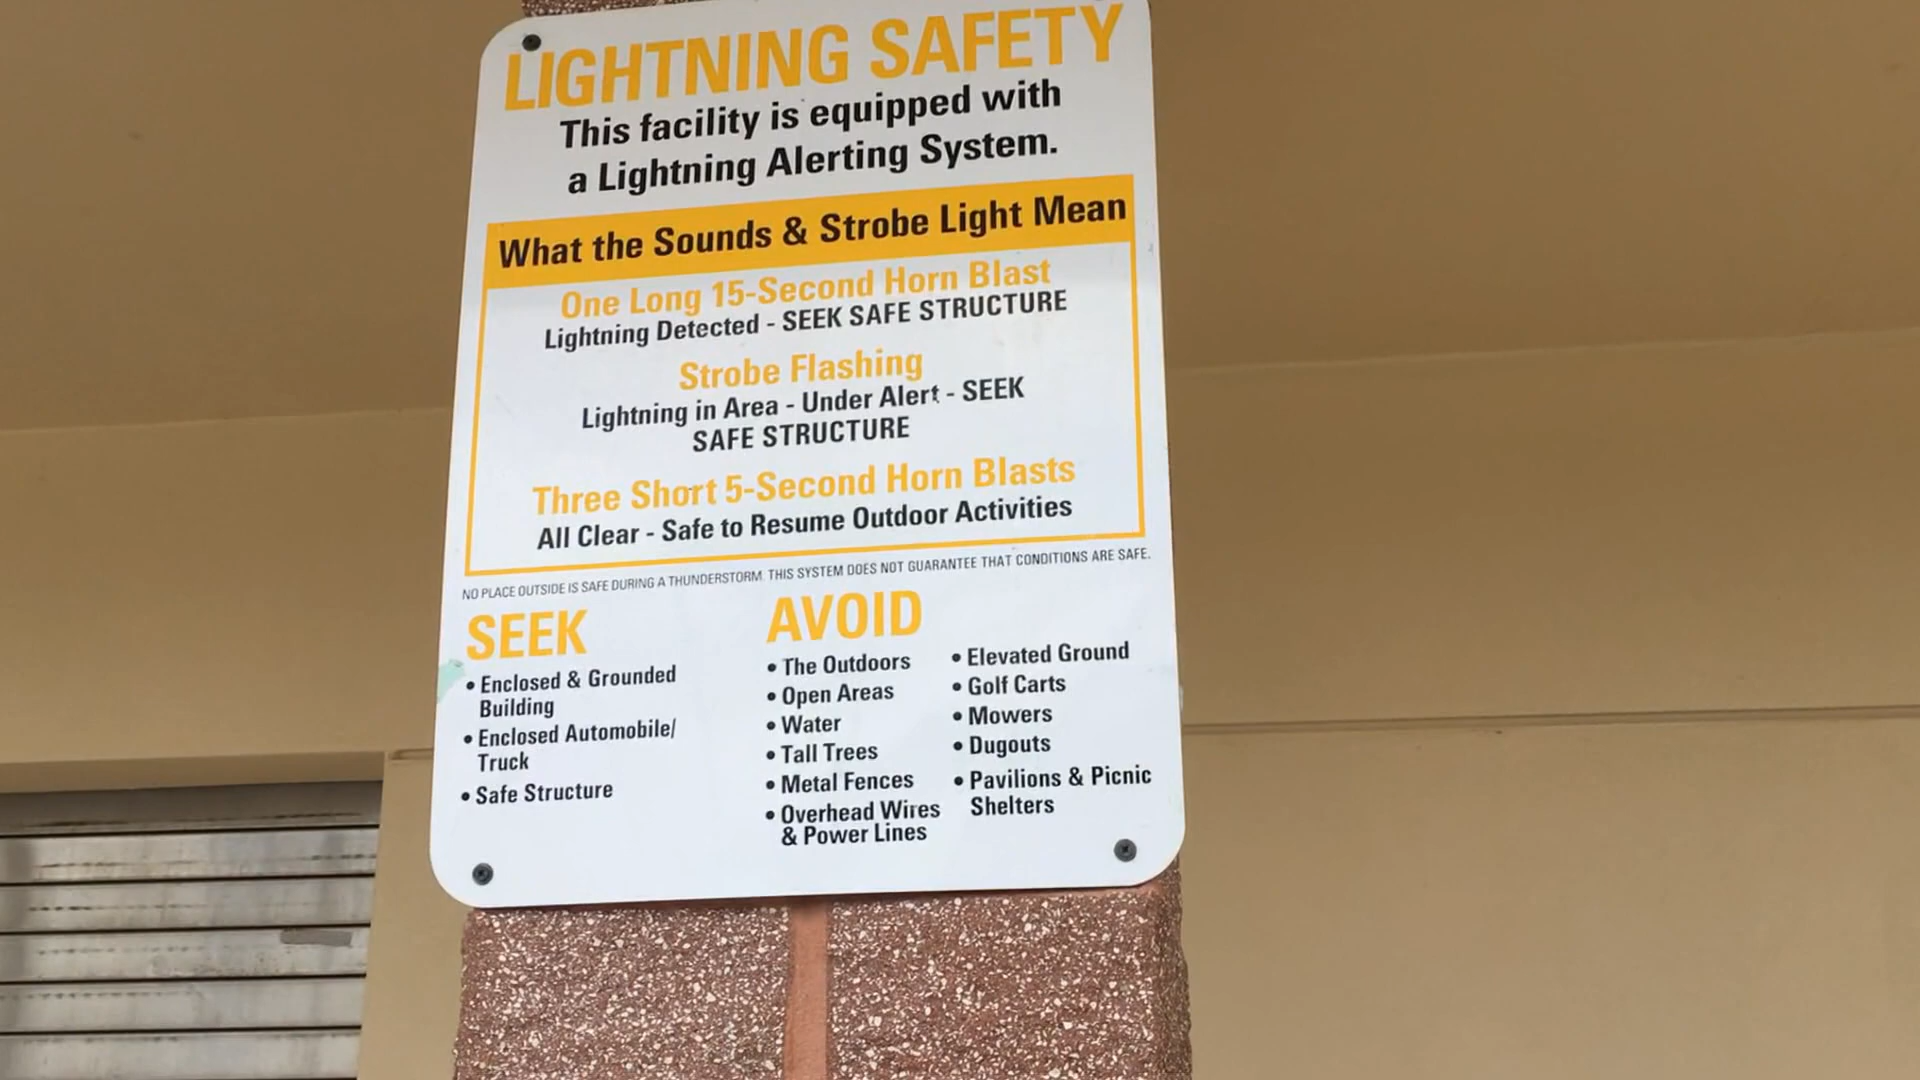 LIGHTNING SAFETY
This facility is equipped with
a Lightning Alerting System.
What the Sounds & Strobe Light Mean
One Long 15-Second Horn Blast
Lightning Detected - SEEK SAFE STRUCTURE
Strobe Flashing
Lightning in Area - Under Alert - SEEK
SAFE STRUCTURE
Three Short 5-Second Horn Blasts
All Clear - Safe to Resume Outdoor Activities
NO PLACE OUTSIDE IS SAFE DURING A THUNDERSTORM. THIS SYSTEM DOES NOT GUARANTEE THAT CONDITIONS ARE SAFE.
SEEK
• Enclosed & Grounded
Building
• Enclosed Automobile/
Truck
• Safe Structure
AVOID
• The Outdoors
• Open Areas
• Water
• Tall Trees
• Metal Fences
• Overhead Wires
& Power Lines
• Elevated Ground
• Golf Carts
• Mowers
• Dugouts
• Pavilions & Picnic
Shelters